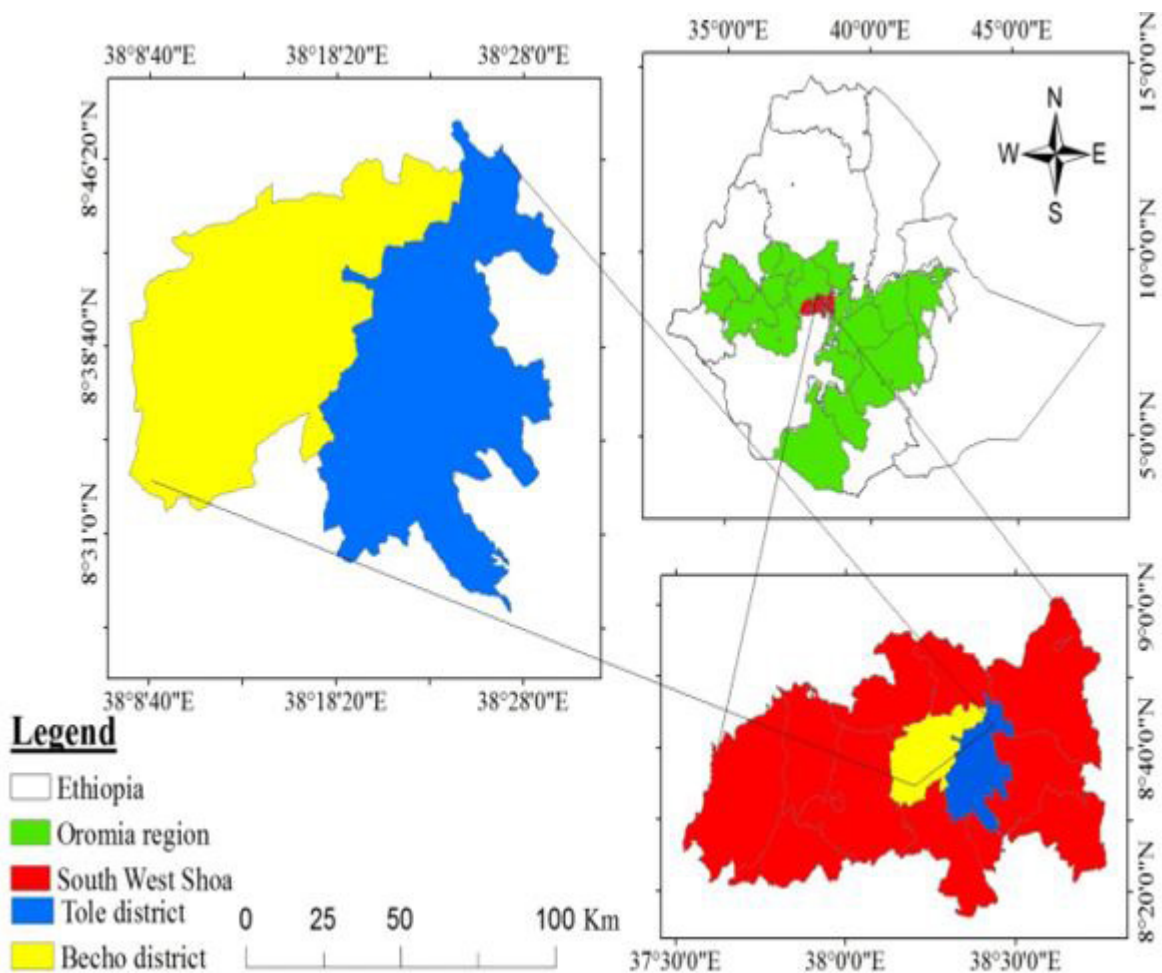 38°8'40"E 38°18'20"E 38°28'0"E
8°46'20"N
8°38'40"N
8°31'0"N
38°8'40"E 38°18'20"E 38°28'0"E
35°0'0"E 40°0'0"E 45°0'0"E
15°0'0"N
10°0'0"N
5°0'0"N
N
W E
S
9°0'0"N
8°40'0"N
8°20'0"N
37°30'0"E 38°0'0"E 38°30'0"E
Legend
Ethiopia
Oromia region
South West Shoa
Tole district
Becho district
0 25 50 100 Km